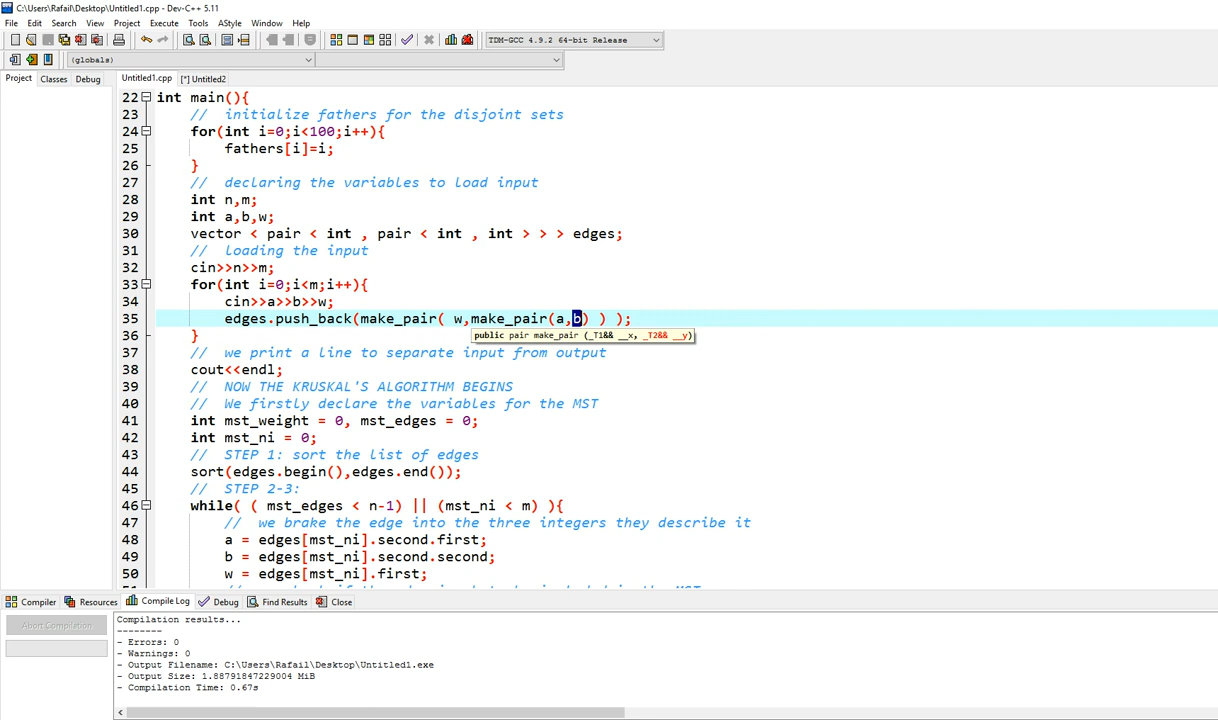 C:\Users\Rafail\Desktop\Untitled1.cpp - Dev-C++ 5.11
File Edit Search View Project Execute Tools AStyle Window Help
TDM-GCC 4.9.2 64-bit Release
(globals)
Project Classes Debug Untitled1.cpp [*] Untitled2
22 int main(){
23 // initialize fathers for the disjoint sets
24 for(int i=0;i<100;i++){
25 fathers[i]=i;
26 }
27 // declaring the variables to load input
28 int n,m;
29 int a,b,w;
30 vector < pair < int , pair < int , int > > > edges;
31 // loading the input
32 cin>>n>>m;
33 for(int i=0;i<m;i++){
34 cin>>a>>b>>w;
35 edges.push_back(make_pair( w,make_pair(a,b) ) );
public pair make_pair (_T1&& __x, _T2&& __y)
36 }
37 // we print a line to separate input from output
38 cout<<endl;
39 // NOW THE KRUSKAL'S ALGORITHM BEGINS
40 // We firstly declare the variables for the MST
41 int mst_weight = 0, mst_edges = 0;
42 int mst_ni = 0;
43 // STEP 1: sort the list of edges
44 sort(edges.begin(),edges.end());
45 // STEP 2-3:
46 while( ( mst_edges < n-1) || (mst_ni < m) ){
47 // we brake the edge into the three integers they describe it
48 a = edges[mst_ni].second.first;
49 b = edges[mst_ni].second.second;
50 w = edges[mst_ni].first;
Compiler Resources Compile Log Debug Find Results Close
Abort Compilation
Compilation results...
--------
- Errors: 0
- Warnings: 0
- Output Filename: C:\Users\Rafail\Desktop\Untitled1.exe
- Output Size: 1.88791847229004 MiB
- Compilation Time: 0.67s